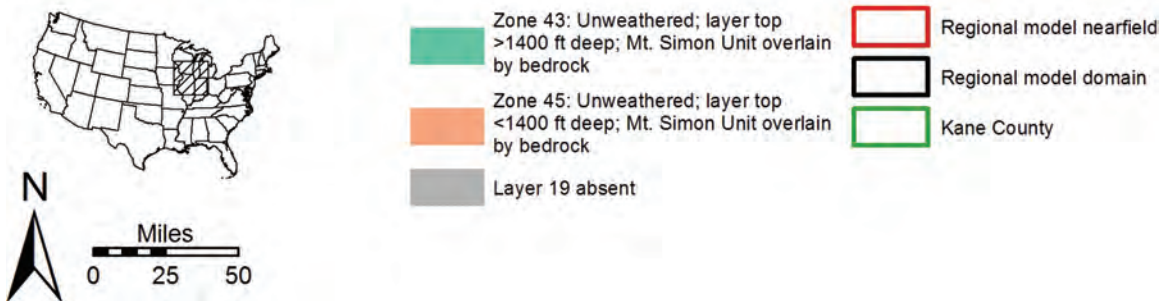 Zone 43: Unweathered; layer top
>1400 ft deep; Mt. Simon Unit overlain
by bedrock
Zone 45: Unweathered; layer top
<1400 ft deep; Mt. Simon Unit overlain
by bedrock
Layer 19 absent
Regional model nearfield
Regional model domain
Kane County
N
Miles
0 25 50